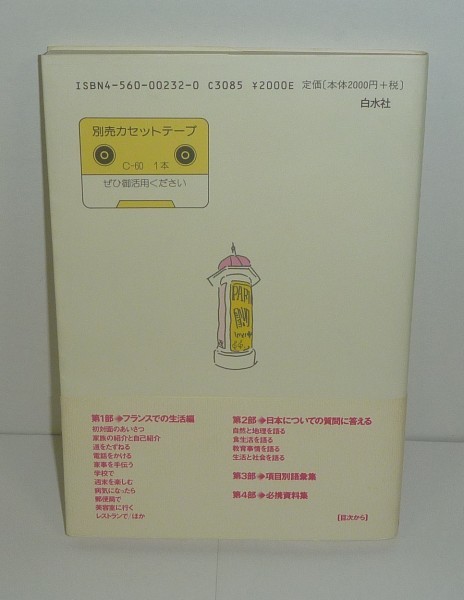 ISBN4-560-00232-0 C3085 ¥2000E 定価(本体2000円+税)
白水社
別売カセットテープ
C-60 1本
ぜひ御活用ください
PARI
第1部➔フランスでの生活編
初対面のあいさつ
家族の紹介と自己紹介
道をたずねる
電話をかける
家事を手伝う
学校で
週末を楽しむ
病気になったら
郵便局で
美容室に行く
レストランで/ほか
第2部➔日本についての質問に答える
自然と地理を語る
食生活を語る
教育事情を語る
生活と社会を語る
第3部➔項目別語彙集
第4部➔必携資料集
[目次から]